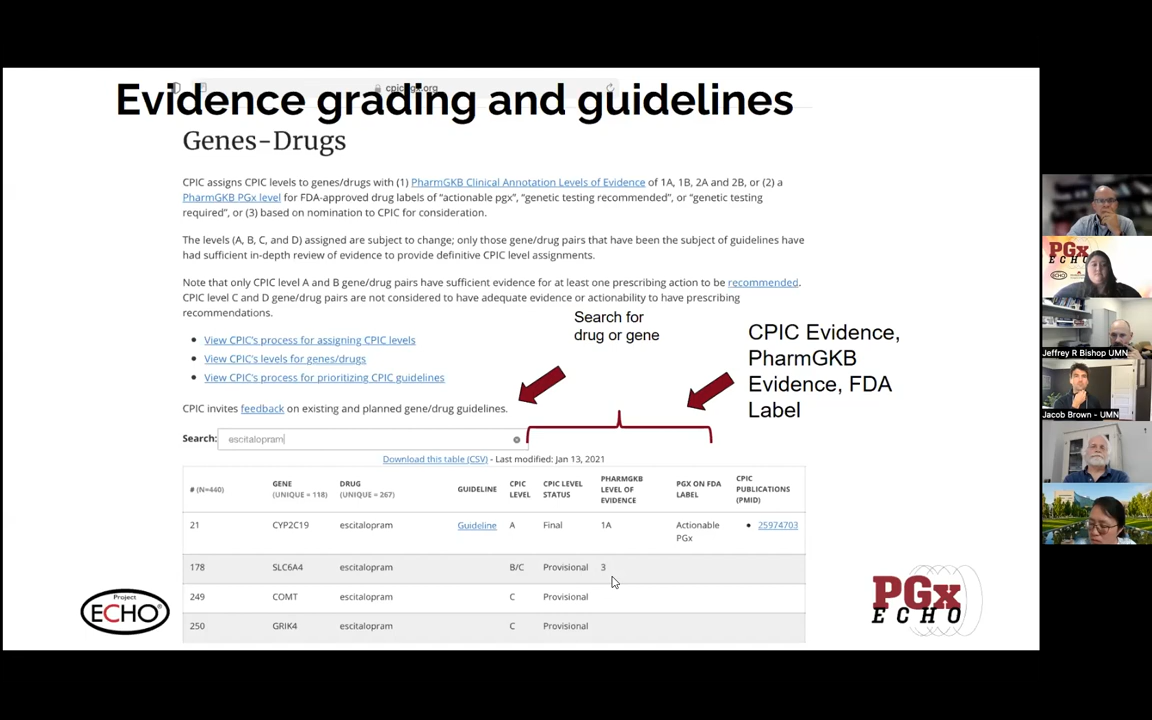 Evidence grading and guidelines
Genes-Drugs
CPIC assigns CPIC levels to genes/drugs with (1) PharmGKB Clinical Annotation Levels of Evidence of 1A, 1B, 2A and 2B, or (2) a
PharmGKB PGx level for FDA-approved drug labels of “actionable pgx”, “genetic testing recommended”, or “genetic testing
required”, or (3) based on nomination to CPIC for consideration.
The levels (A, B, C, and D) assigned are subject to change; only those gene/drug pairs that have been the subject of guidelines have
had sufficient in-depth review of evidence to provide definitive CPIC level assignments.
Note that only CPIC level A and B gene/drug pairs have sufficient evidence for at least one prescribing action to be recommended.
CPIC level C and D gene/drug pairs are not considered to have adequate evidence or actionability to have prescribing
recommendations.
Search for
drug or gene
CPIC Evidence,
PharmGKB
Evidence, FDA
Label
• View CPIC's process for assigning CPIC levels
• View CPIC's levels for genes/drugs
• View CPIC's process for prioritizing CPIC guidelines
CPIC invites feedback on existing and planned gene/drug guidelines.
Search: escitalopram
Download this table (CSV) - Last modified: Jan 13, 2021
# (N=440) GENE (UNIQUE = 118) DRUG (UNIQUE = 267) GUIDELINE CPIC LEVEL CPIC LEVEL STATUS PHARMGKB LEVEL OF EVIDENCE PGX ON FDA LABEL CPIC PUBLICATIONS (PMID)
21 CYP2C19 escitalopram Guideline A Final 1A Actionable PGx • 25974703
178 SLC6A4 escitalopram B/C Provisional 3
249 COMT escitalopram C Provisional
250 GRIK4 escitalopram C Provisional
Project
ECHO
PGx
ECHO
PGx
ECHO
Jeffrey R Bishop UMN
Jacob Brown - UMN